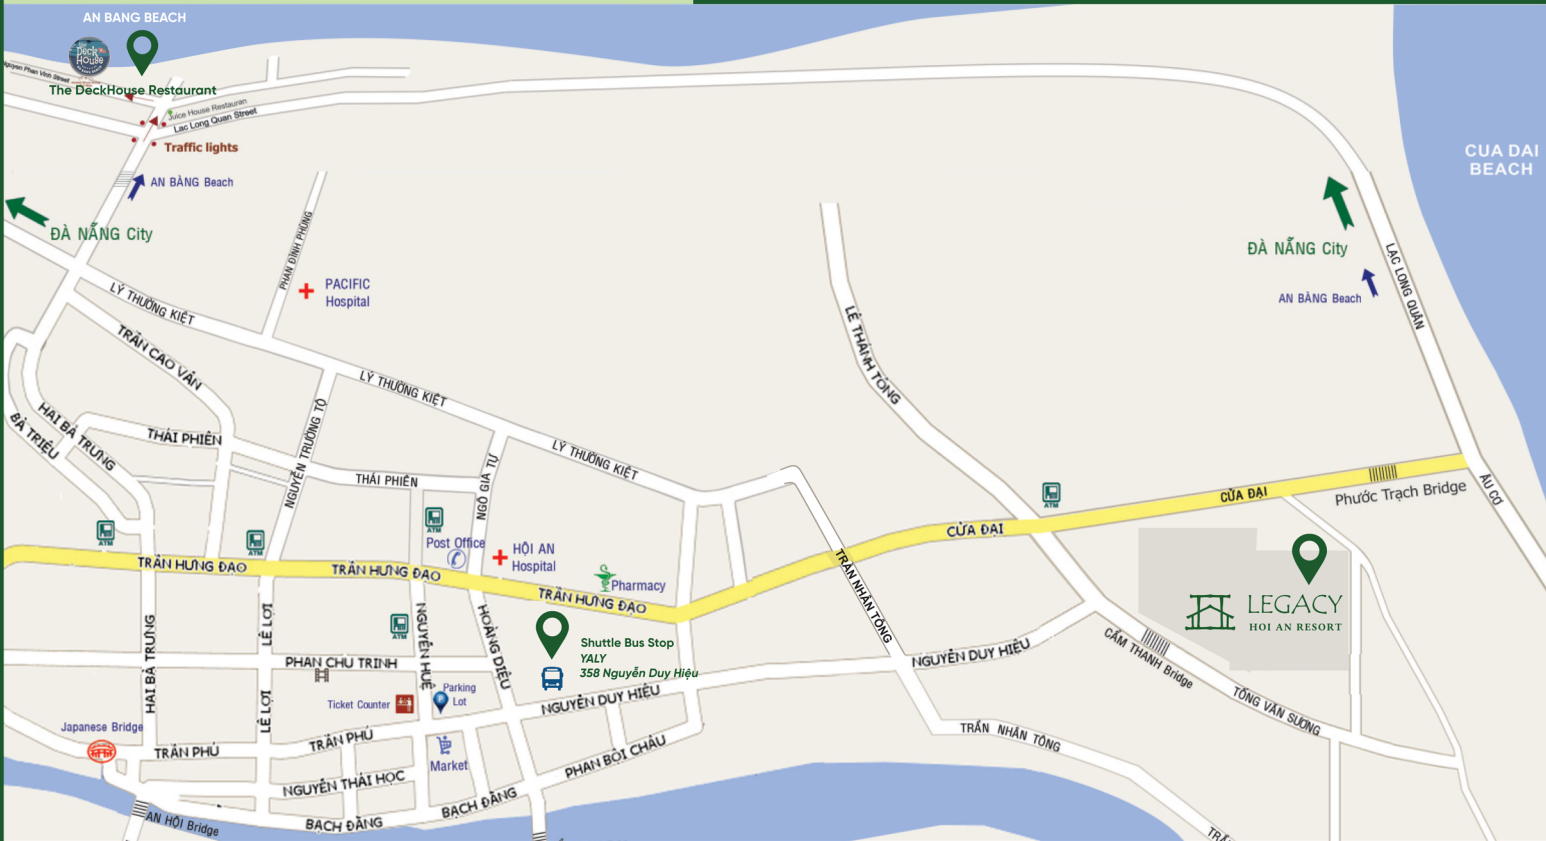 AN BANG BEACH
Deck
House
Nguyen Phan Vinh Street
The DeckHouse Restaurant
Juice House Restauran
Lac Long Quan Street
Traffic lights
AN BÀNG Beach
ĐÀ NẴNG City
CUA DAI
BEACH
PHAN ĐÌNH PHÙNG
PACIFIC
Hospital
ĐÀ NẴNG City
AN BÀNG Beach
LẠC LONG QUÂN
LÝ THƯỜNG KIỆT
TRẦN CAO VÂN
LÝ THƯỜNG KIỆT
LÊ THÁNH TÔNG
HAI BÀ TRƯNG
BÀ TRIỆU
THÁI PHIÊN
NGUYỄN TRƯỜNG TỘ
THÁI PHIÊN
NGÔ GIA TỰ
LÝ THƯỜNG KIỆT
ATM
CỬA ĐẠI
Phước Trạch Bridge
ÂU CƠ
ATM
ATM
ATM
Post Office
HỘI AN
Hospital
CỬA ĐẠI
TRẦN HƯNG ĐẠO
TRẦN HƯNG ĐẠO
TRẦN HƯNG ĐẠO
Pharmacy
TRẦN NHÂN TÔNG
LEGACY
HOI AN RESORT
HAI BÀ TRƯNG
LÊ LỢI
ATM
NGUYỄN HUỆ
HOÀNG DIỆU
Shuttle Bus Stop
YALY
358 Nguyễn Duy Hiệu
PHAN CHU TRINH
NGUYỄN DUY HIỆU
CẨM THANH Bridge
TỐNG VĂN SƯƠNG
LÊ LỢI
Ticket Counter
Parking
Lot
P
NGUYỄN DUY HIỆU
Japanese Bridge
TRẦN PHÚ
TRẦN PHÚ
Market
PHAN BỘI CHÂU
TRẦN NHÂN TÔNG
NGUYỄN THÁI HỌC
BẠCH ĐẰNG
BẠCH ĐẰNG
AN HỘI Bridge